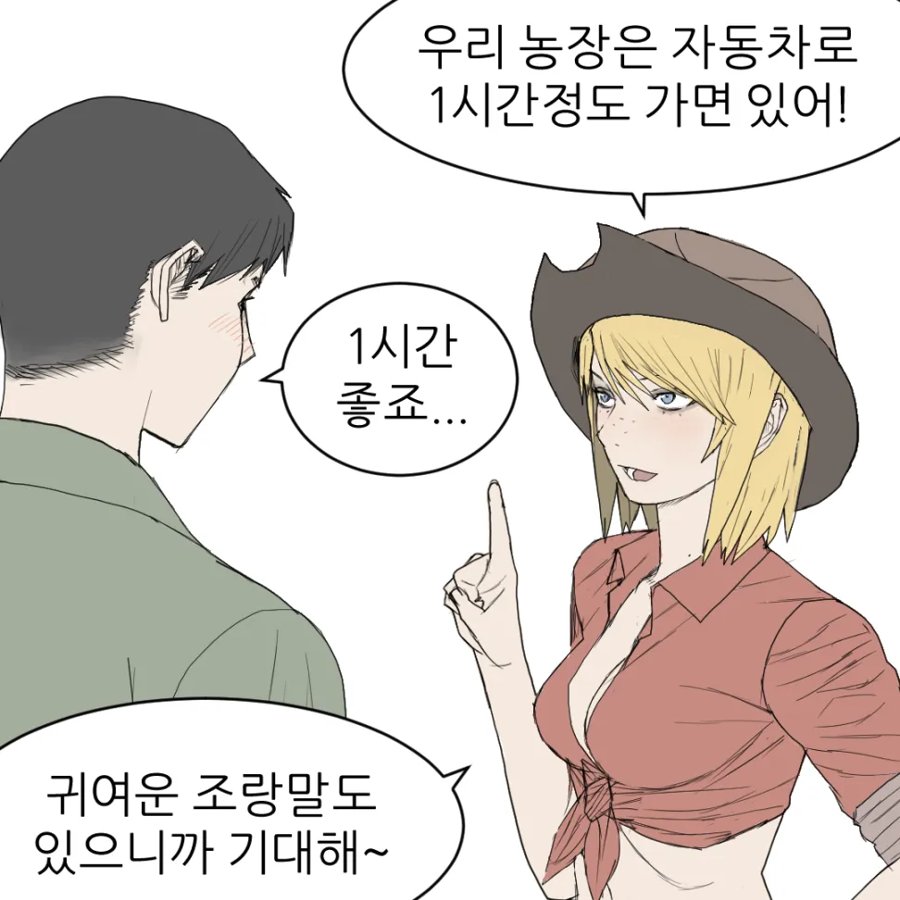 우리 농장은 자동차로
1시간정도 가면 있어!
1시간
좋죠...
귀여운 조랑말도
있으니까 기대해~